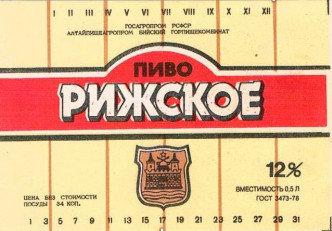 I II III IV V VI VII VIII IX X XI XII
ГОСАГРОПРОМ РСФСР
АЛТАЙПИЩЕАГРОПРОМ БИЙСКИЙ ГОРПИЩЕКОМБИНАТ
ПИВО
РИЖСКОЕ
12%
ВМЕСТИМОСТЬ 0,5 Л
ГОСТ 3473-78
ЦЕНА БЕЗ СТОИМОСТИ
ПОСУДЫ 54 КОП.
1 3 5 7 9 11 13 15 17 19 21 23 25 27 29 31